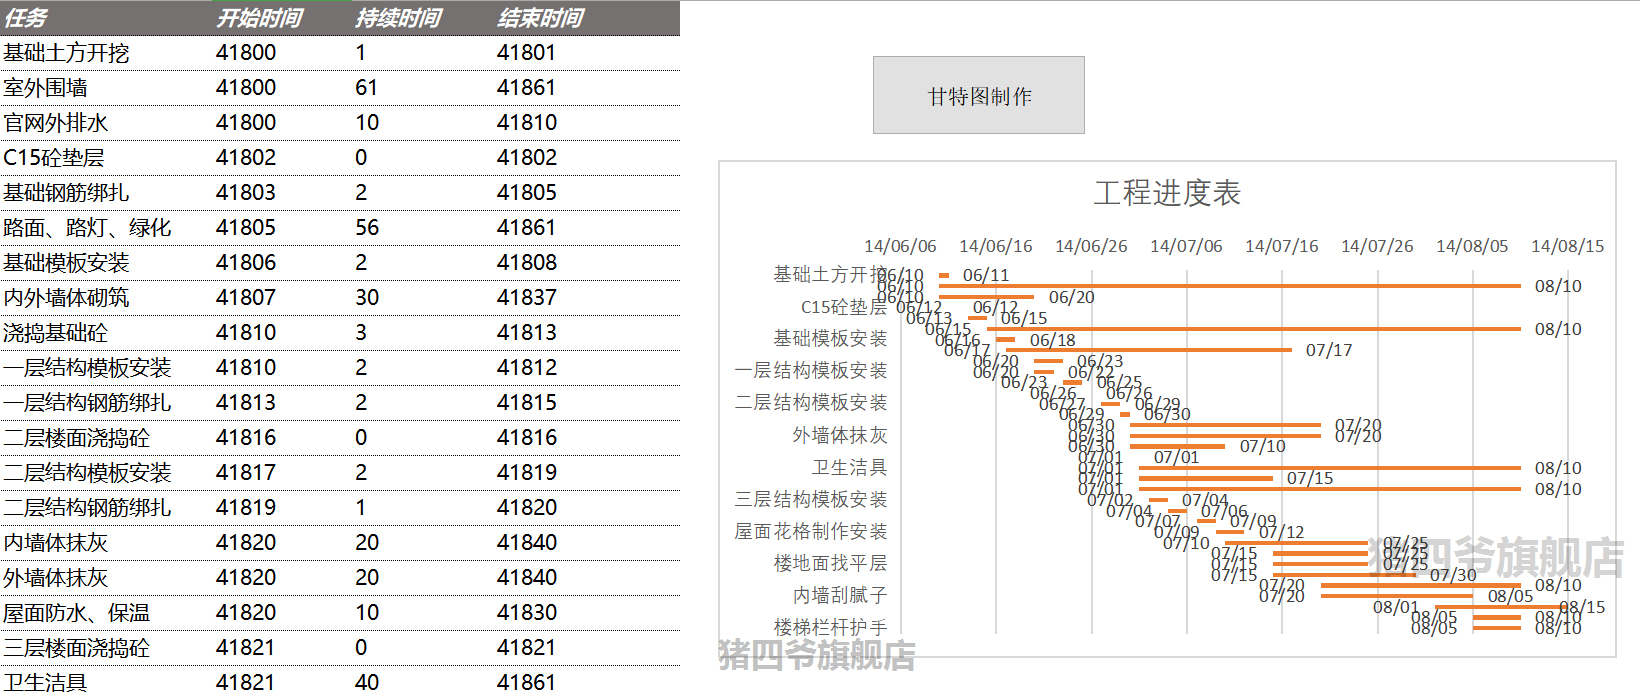 任务 开始时间 持续时间 结束时间
基础土方开挖 41800 1 41801
室外围墙 41800 61 41861
官网外排水 41800 10 41810
C15砼垫层 41802 0 41802
基础钢筋绑扎 41803 2 41805
路面、路灯、绿化 41805 56 41861
基础模板安装 41806 2 41808
内外墙体砌筑 41807 30 41837
浇捣基础砼 41810 3 41813
一层结构模板安装 41810 2 41812
一层结构钢筋绑扎 41813 2 41815
二层楼面浇捣砼 41816 0 41816
二层结构模板安装 41817 2 41819
二层结构钢筋绑扎 41819 1 41820
内墙体抹灰 41820 20 41840
外墙体抹灰 41820 20 41840
屋面防水、保温 41820 10 41830
三层楼面浇捣砼 41821 0 41821
卫生洁具 41821 40 41861
甘特图制作
工程进度表
14/06/06 14/06/16 14/06/26 14/07/06 14/07/16 14/07/26 14/08/05 14/08/15
基础土方开挖 06/10 06/11
06/10 08/10
06/10 06/20
C15砼垫层 06/12 06/12
06/13 06/15
06/15 08/10
基础模板安装 06/16 06/18
06/17 07/17
06/20 06/23
一层结构模板安装 06/20 06/22
06/23 06/25
06/26 06/26
二层结构模板安装 06/27 06/29
06/29 06/30
06/30 07/20
外墙体抹灰 06/30 07/20
06/30 07/10
07/01 07/01
卫生洁具 07/01 08/10
07/01 07/15
07/01 08/10
三层结构模板安装 07/02 07/04
07/04 07/06
07/07 07/09
屋面花格制作安装 07/09 07/12
07/10 07/25
07/15 07/25
楼地面找平层 07/15 07/25
07/15 07/30
07/20 08/10
内墙刮腻子 07/20 08/05
08/01 08/15
08/05 08/10
楼梯栏杆护手 08/05 08/10
猪四爷旗舰店
猪四爷旗舰店